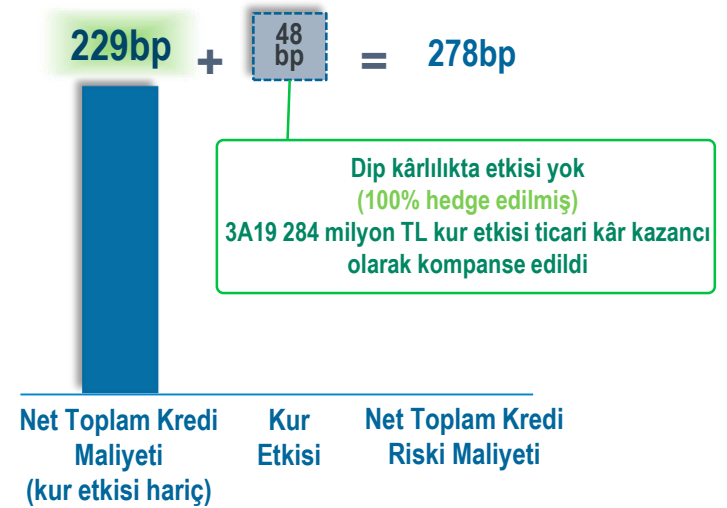 229bp + 48 bp = 278bp
Dip kârlılıkta etkisi yok
(100% hedge edilmiş)
3A19 284 milyon TL kur etkisi ticari kâr kazancı
olarak kompanse edildi
Net Toplam Kredi
Maliyeti
(kur etkisi hariç)
Kur
Etkisi
Net Toplam Kredi
Riski Maliyeti